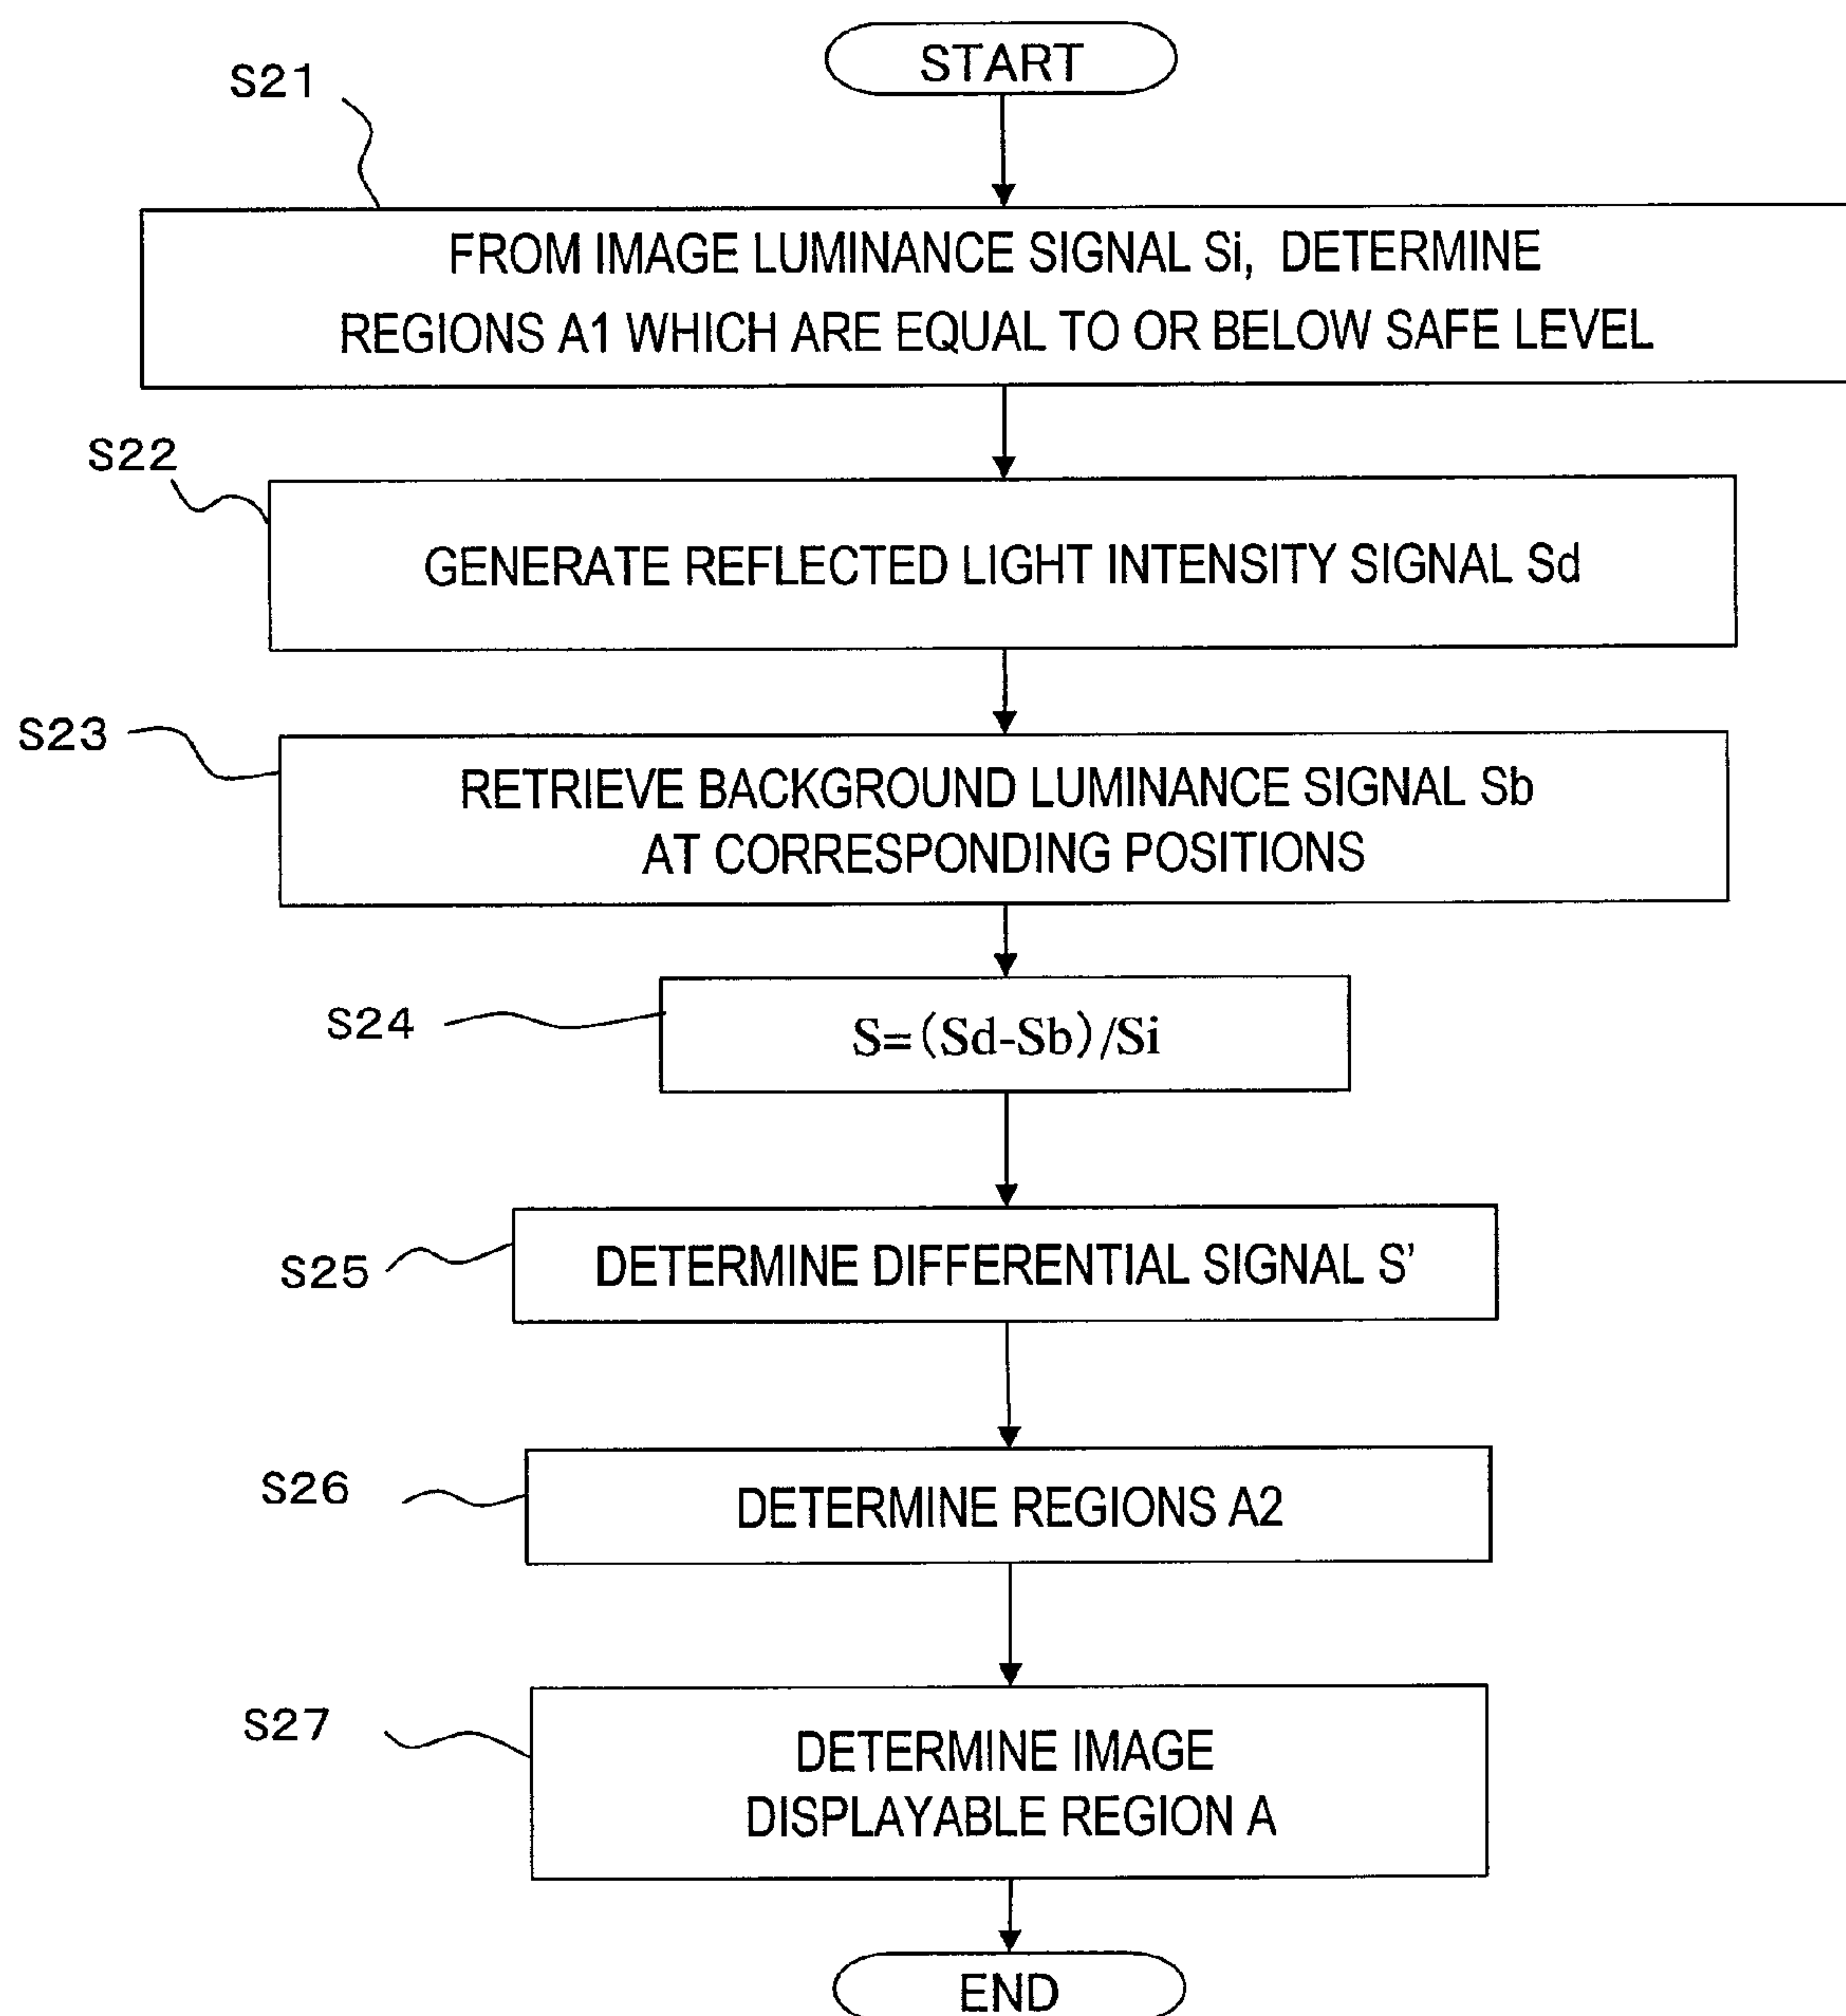 START
S21
FROM IMAGE LUMINANCE SIGNAL Si, DETERMINE
REGIONS A1 WHICH ARE EQUAL TO OR BELOW SAFE LEVEL
S22
GENERATE REFLECTED LIGHT INTENSITY SIGNAL Sd
S23
RETRIEVE BACKGROUND LUMINANCE SIGNAL Sb
AT CORRESPONDING POSITIONS
S24
S=(Sd-Sb)/Si
S25
DETERMINE DIFFERENTIAL SIGNAL S'
S26
DETERMINE REGIONS A2
S27
DETERMINE IMAGE
DISPLAYABLE REGION A
END